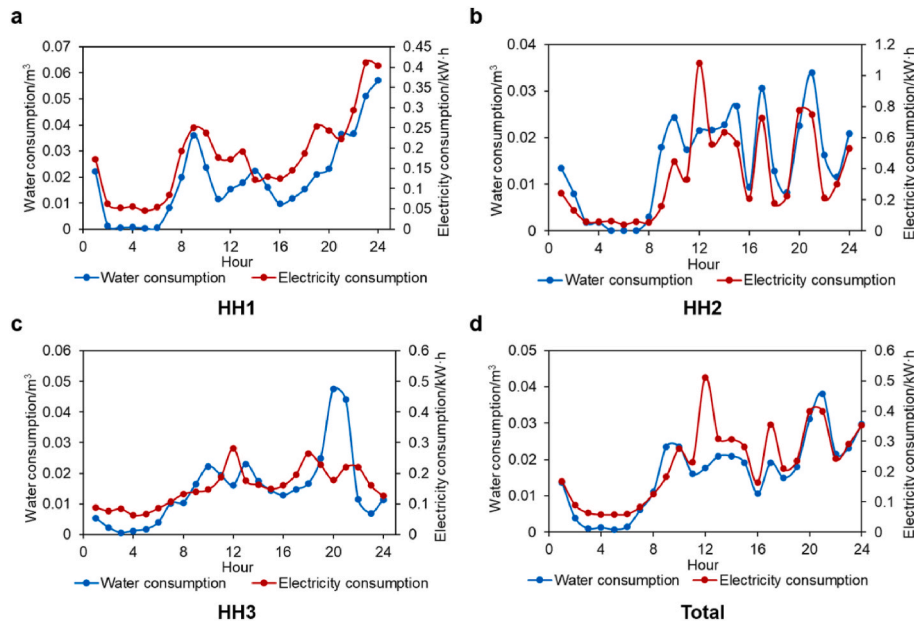 a
0.07
0.06
0.05
0.04
0.03
0.02
0.01
0
Water consumption/m³
0.45
0.4
0.35
0.3
0.25
0.2
0.15
0.1
0.05
0
Electricity consumption/kW·h
0 4 8 12 16 20 24
Hour
Water consumption Electricity consumption
HH1
b
0.04
0.03
0.02
0.01
0
Water consumption/m³
1.2
1
0.8
0.6
0.4
0.2
0
Electricity consumption/kW·h
0 4 8 12 16 20 24
Hour
Water consumption Electricity consumption
HH2
c
0.06
0.05
0.04
0.03
0.02
0.01
0
Water consumption/m³
0.6
0.5
0.4
0.3
0.2
0.1
0
Electricity consumption/kW·h
0 4 8 12 16 20 24
Hour
Water consumption Electricity consumption
HH3
d
0.05
0.04
0.03
0.02
0.01
0
Water consumption/m³
0.6
0.5
0.4
0.3
0.2
0.1
0
Electricity consumption/kW·h
0 4 8 12 16 20 24
Hour
Water consumption Electricity consumption
Total